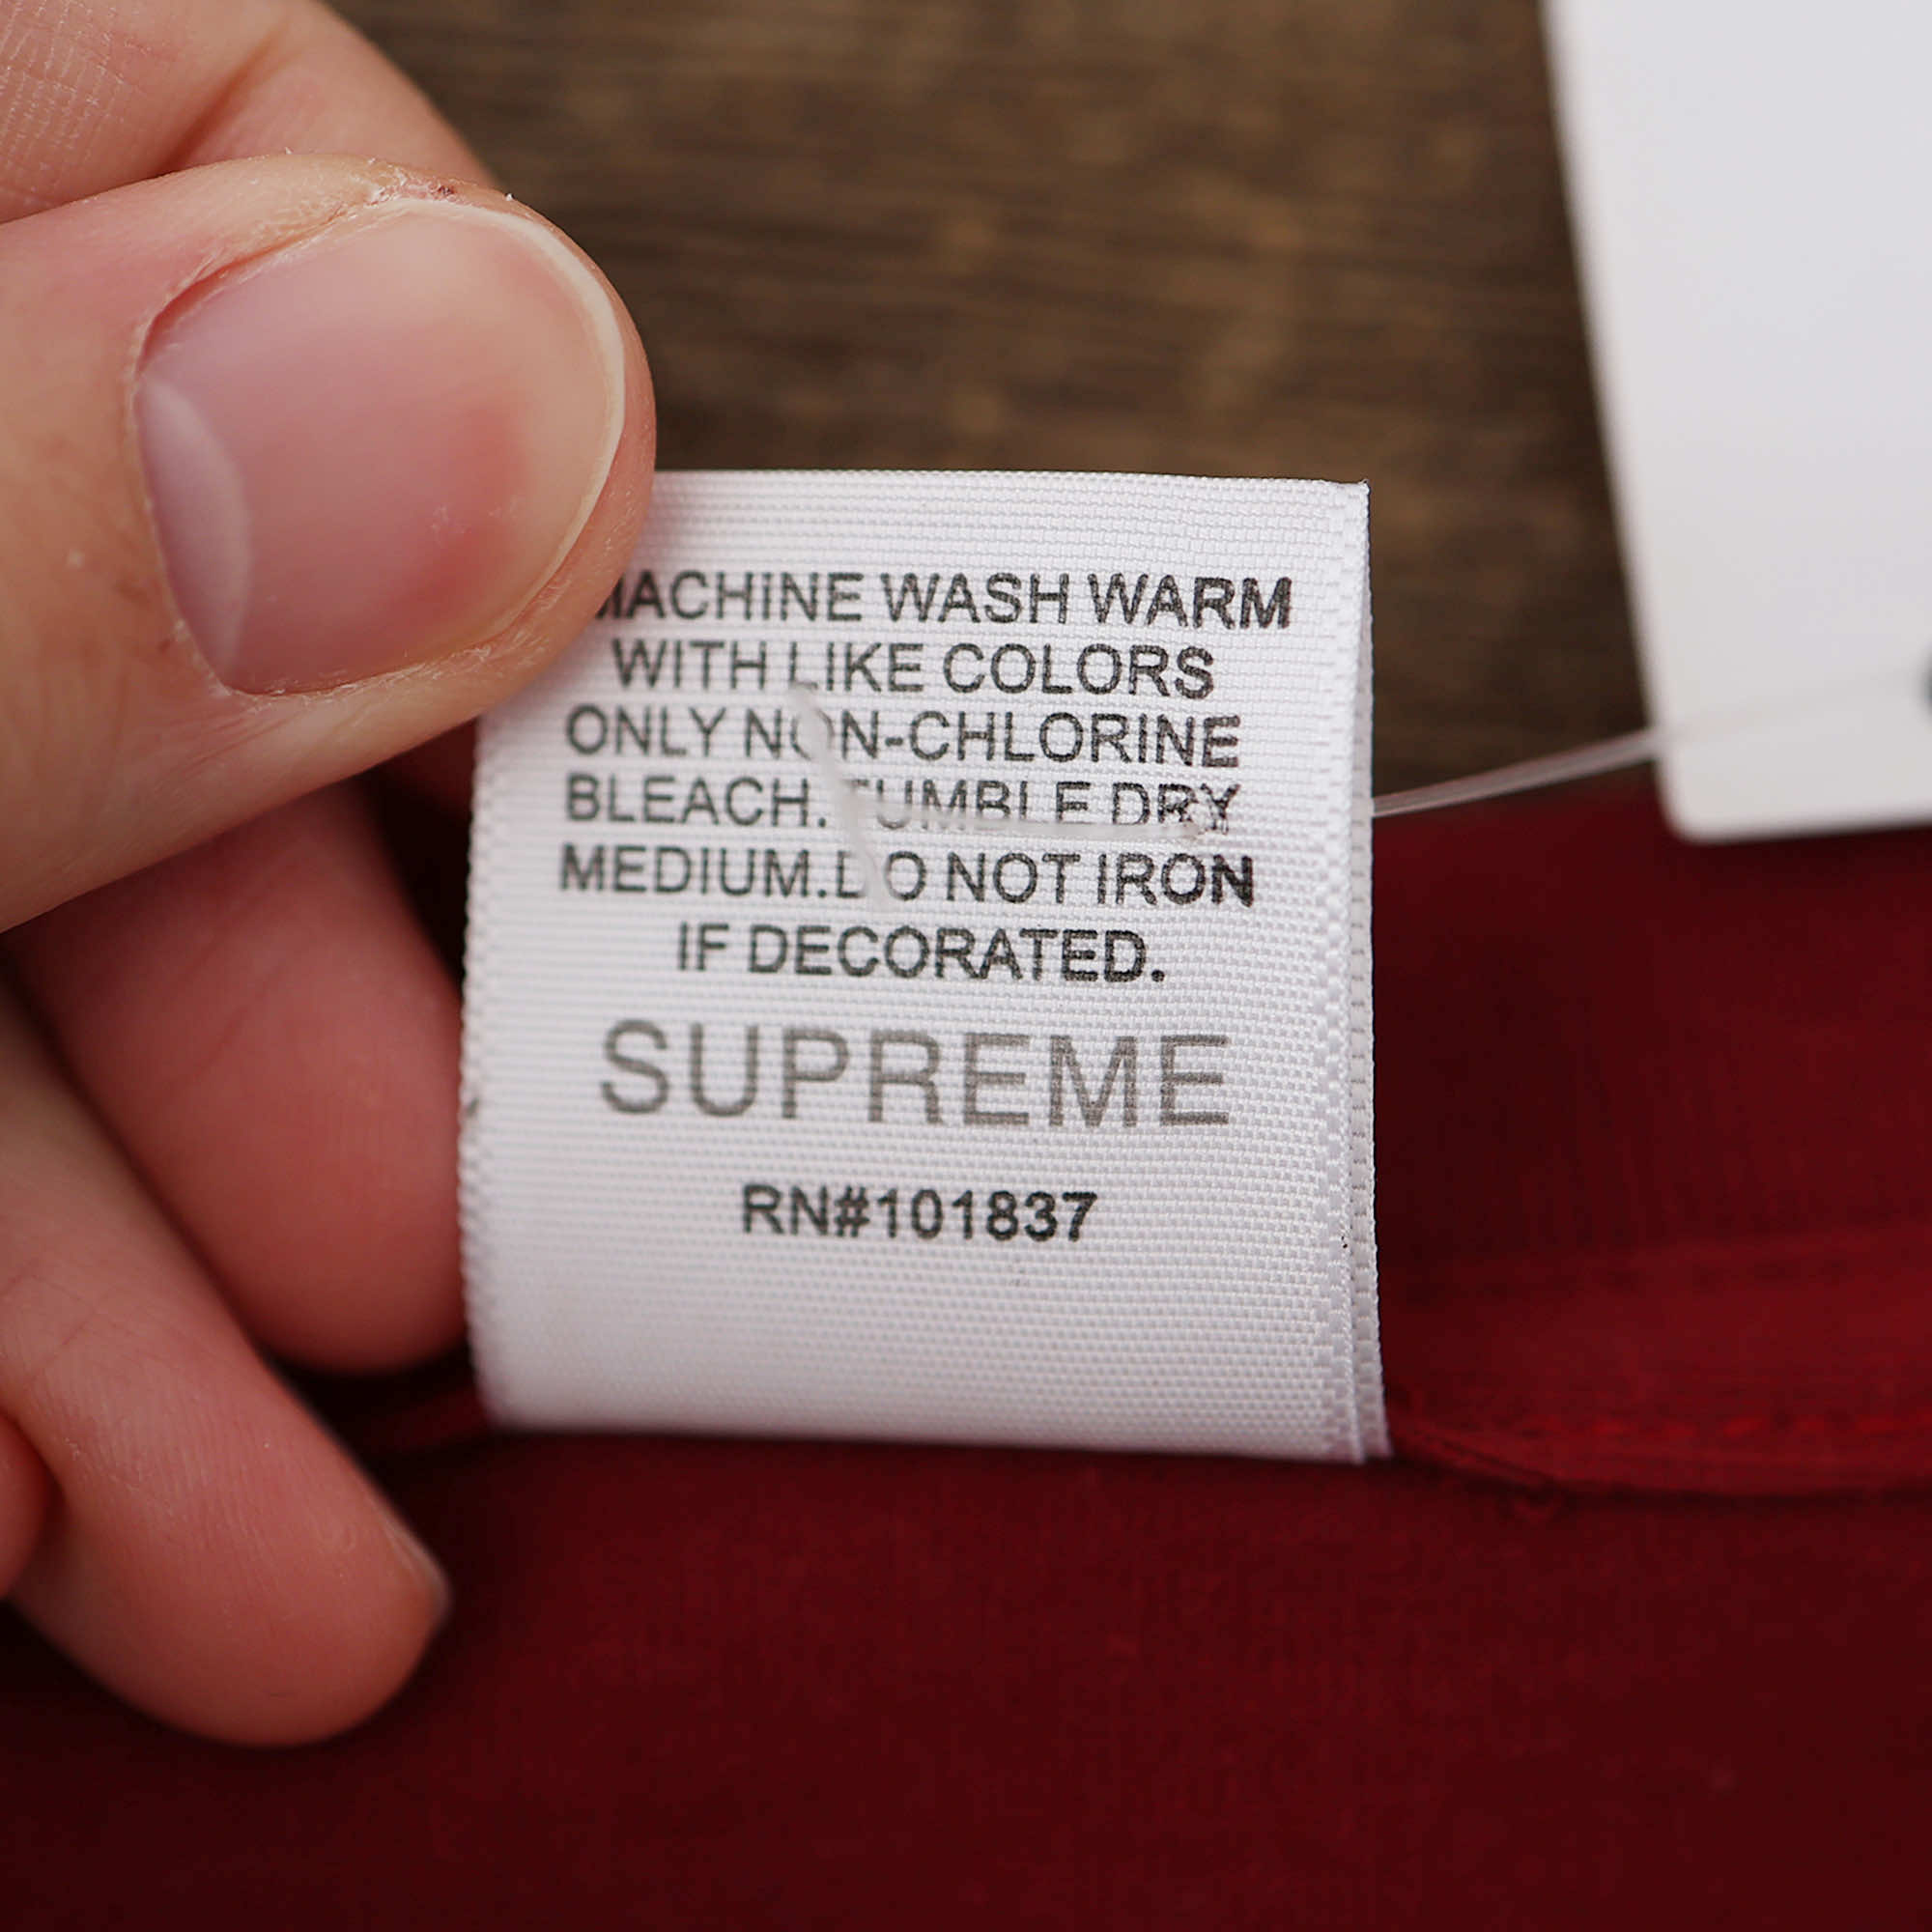 MACHINE WASH WARM
WITH LIKE COLORS
ONLY NON-CHLORINE
BLEACH. TUMBLE DRY
MEDIUM.DO NOT IRON
IF DECORATED.
SUPREME
RN#101837